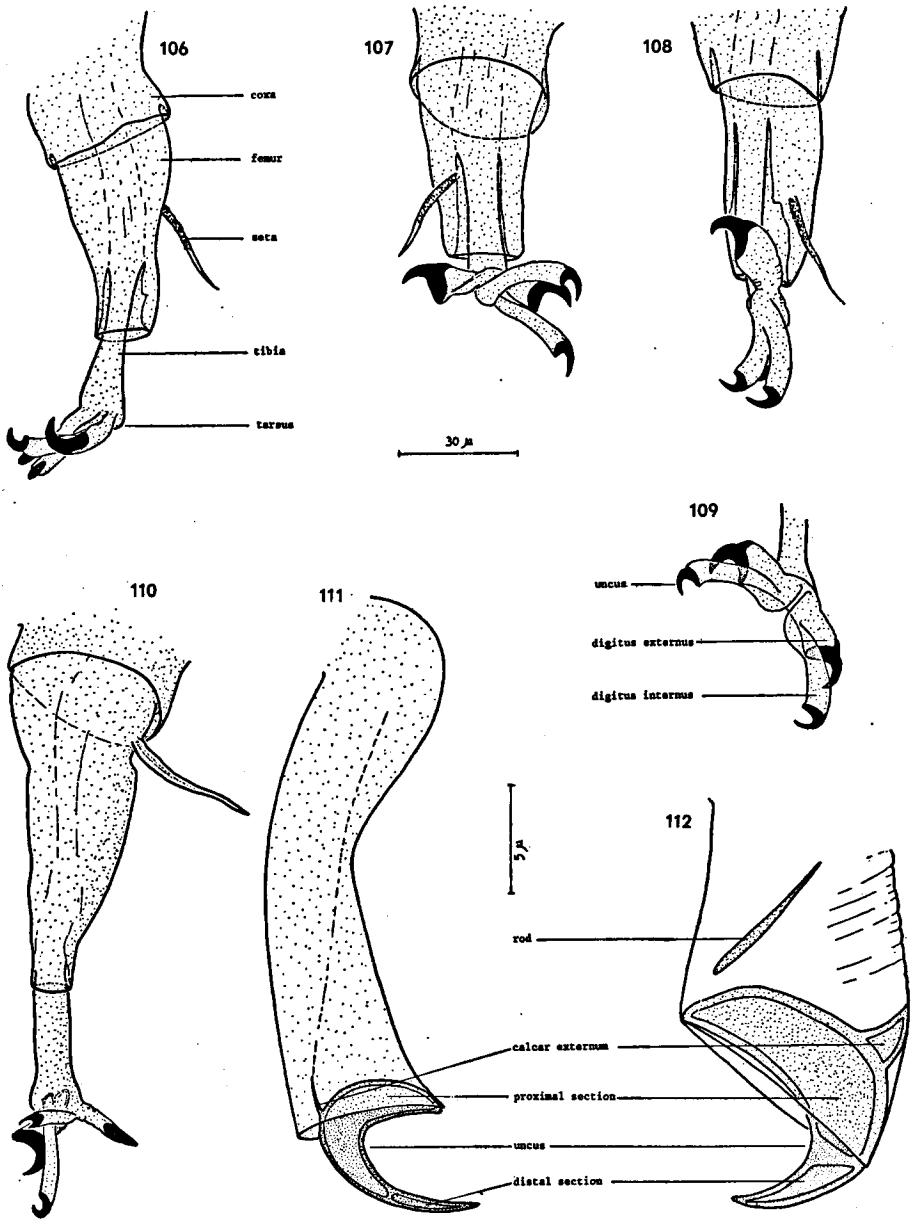 106
107
108
coxa
femur
seta
tibia
tarsus
30 µ
109
110
111
uncus
digitus externus
digitus internus
5 µ
112
rod
calcar externum
proximal section
uncus
distal section